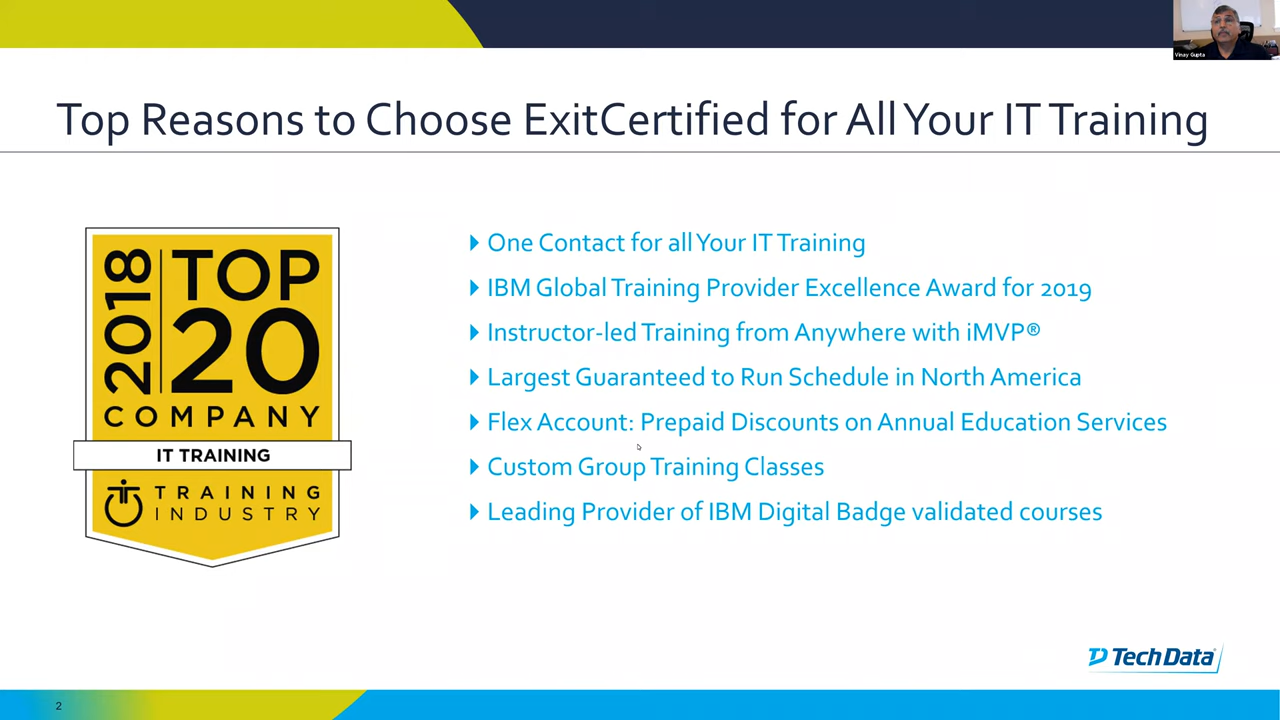 Vinay Gupta
Top Reasons to Choose ExitCertified for All Your IT Training
2018
TOP
20
COMPANY
IT TRAINING
TRAINING
INDUSTRY
One Contact for all Your IT Training
IBM Global Training Provider Excellence Award for 2019
Instructor-led Training from Anywhere with iMVP®
Largest Guaranteed to Run Schedule in North America
Flex Account: Prepaid Discounts on Annual Education Services
Custom Group Training Classes
Leading Provider of IBM Digital Badge validated courses
Tech Data
2